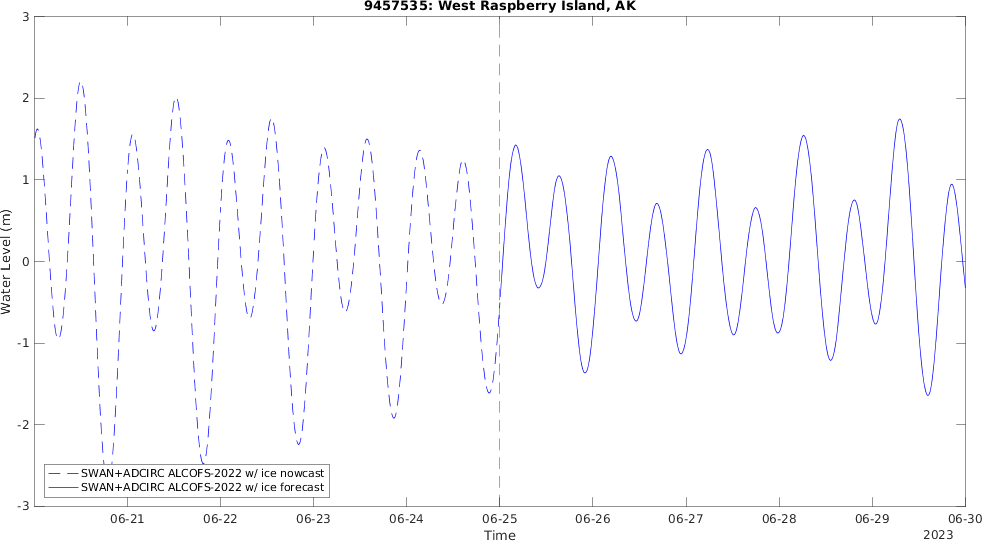 9457535: West Raspberry Island, AK
3
2
1
0
-1
-2
-3
Water Level (m)
SWAN+ADCIRC ALCOFS-2022 w/ ice nowcast
SWAN+ADCIRC ALCOFS-2022 w/ ice forecast
06-21 06-22 06-23 06-24 06-25 06-26 06-27 06-28 06-29 06-30
Time
2023